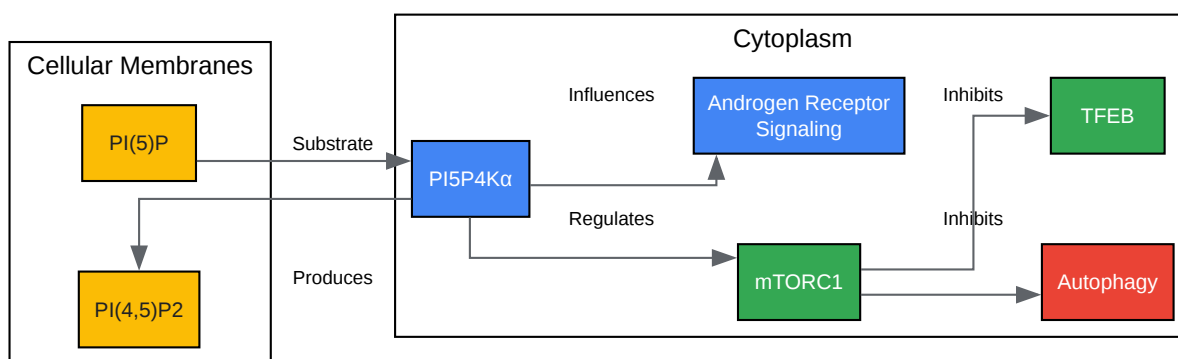 Cellular Membranes
PI(5)P
PI(4,5)P2
Substrate
Produces
Cytoplasm
PI5P4Kα
Influences
Androgen Receptor
Signaling
Regulates
mTORC1
Inhibits
TFEB
Inhibits
Autophagy